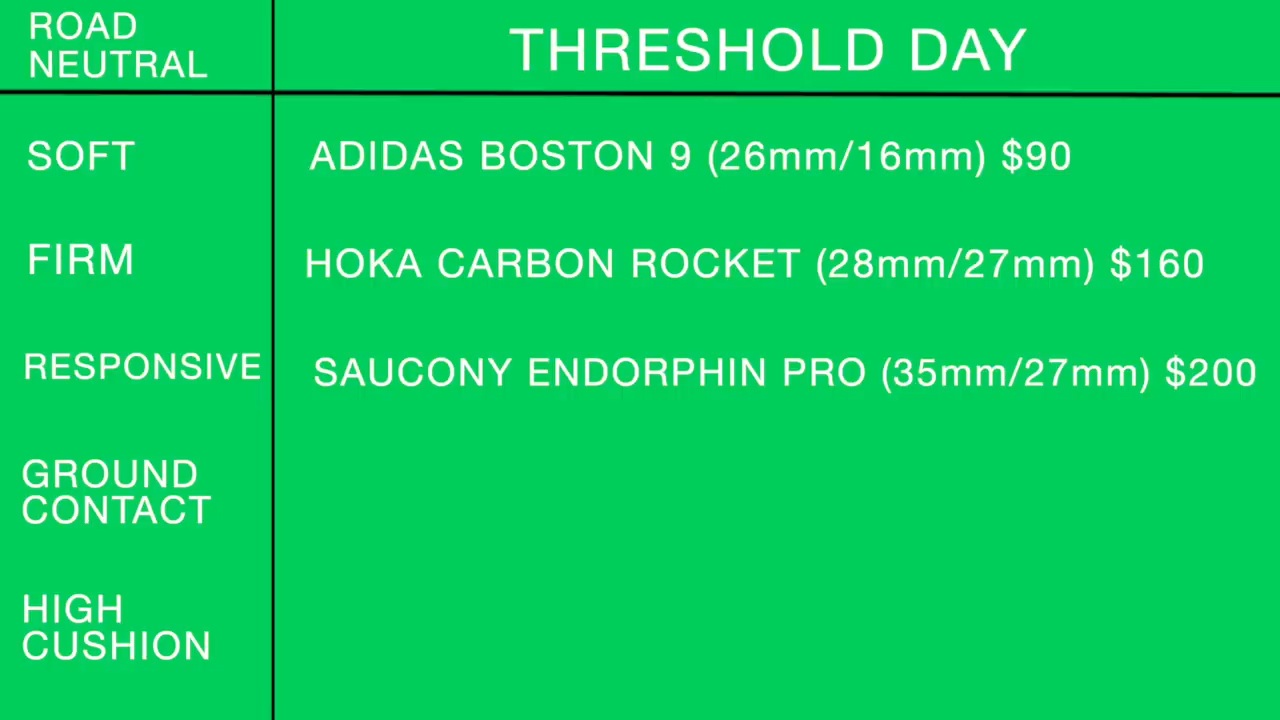 ROAD
NEUTRAL
THRESHOLD DAY
SOFT
ADIDAS BOSTON 9 (26mm/16mm) $90
FIRM
HOKA CARBON ROCKET (28mm/27mm) $160
RESPONSIVE
SAUCONY ENDORPHIN PRO (35mm/27mm) $200
GROUND
CONTACT
HIGH
CUSHION